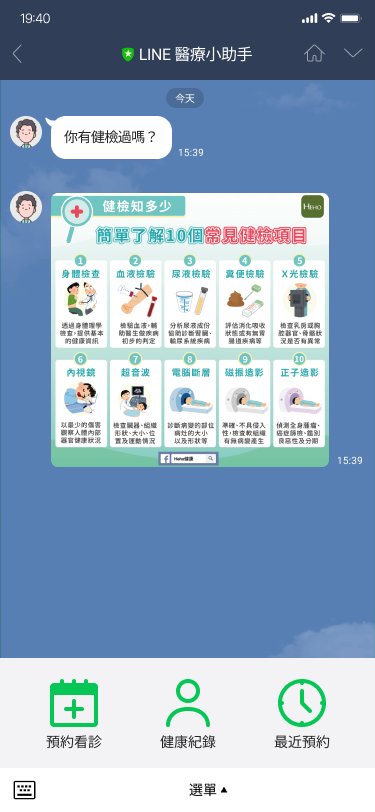 19:40
LINE 醫療小助手
今天
你有健檢過嗎？
15:39
健檢知多少
HEHO
簡單了解10個常見健檢項目
1 2 3 4 5
身體檢查 血液檢驗 尿液檢驗 糞便檢驗 X光檢驗
透過身體理學
檢查，提供基本
的健康資訊
檢驗血液，輔
助醫生做疾病
初步的判定
分析尿液成份
協助診斷腎臟、
輸尿系統疾病
評估消化吸收
狀態或有無胃
腸道疾病等
檢查乳房或胸
腔器官、骨骼狀
況是否有異常
6 7 8 9 10
內視鏡 超音波 電腦斷層 磁振造影 正子造影
以最少的傷害
觀察人體內部
器官健康狀況
檢查臟器、組織
形狀、大小、位
置及運動情況
診斷病變的部位
病灶的大小
以及形狀等
準確、不具侵入
性，檢查軟組織
有無病變產生
偵測全身腫瘤、
癌症篩檢、鑑別
良惡性及分期
f Heho健康
15:39
預約看診 健康紀錄 最近預約
選單 ▲